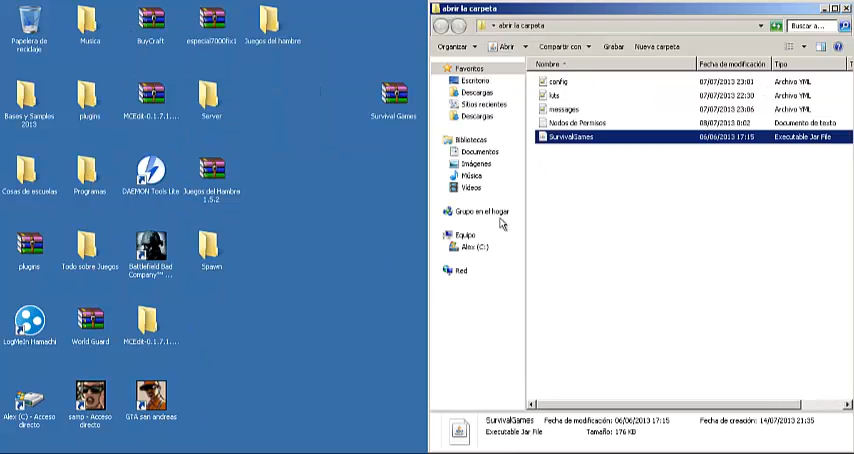 Papelera de
reciclaje
Musica
BuyCraft
especial7000fix1
Juegos del hambre
Bases y Samples
2013
plugins
MCEdit-0.1.7.1....
Server
Survival Games
Cosas de escuelas
Programas
DAEMON Tools Lite
Juegos del Hambre
1.5.2
plugins
Todo sobre Juegos
Battlefield Bad
Company™ ...
Spawn
LogMeIn Hamachi
World Guard
MCEdit-0.1.7.1....
Alex (C) - Acceso
directo
samp - Acceso
directo
GTA san andreas
abrir la carpeta
abrir la carpeta
Buscar a...
Organizar
Abrir
Compartir con
Grabar
Nueva carpeta
Favoritos
Escritorio
Descargas
Sitios recientes
Descargas
Bibliotecas
Documentos
Imágenes
Música
Vídeos
Grupo en el hogar
Equipo
Alex (C:)
Red
Nombre
Fecha de modificación
Tipo
T
config
07/07/2013 23:01
Archivo YML
kits
07/07/2013 22:30
Archivo YML
messages
07/07/2013 23:06
Archivo YML
Nodos de Permisos
08/07/2013 0:02
Documento de texto
SurvivalGames
06/06/2013 17:15
Executable Jar File
SurvivalGames
Fecha de modificación: 06/06/2013 17:15
Fecha de creación: 14/07/2013 21:35
Executable Jar File
Tamaño: 176 KB